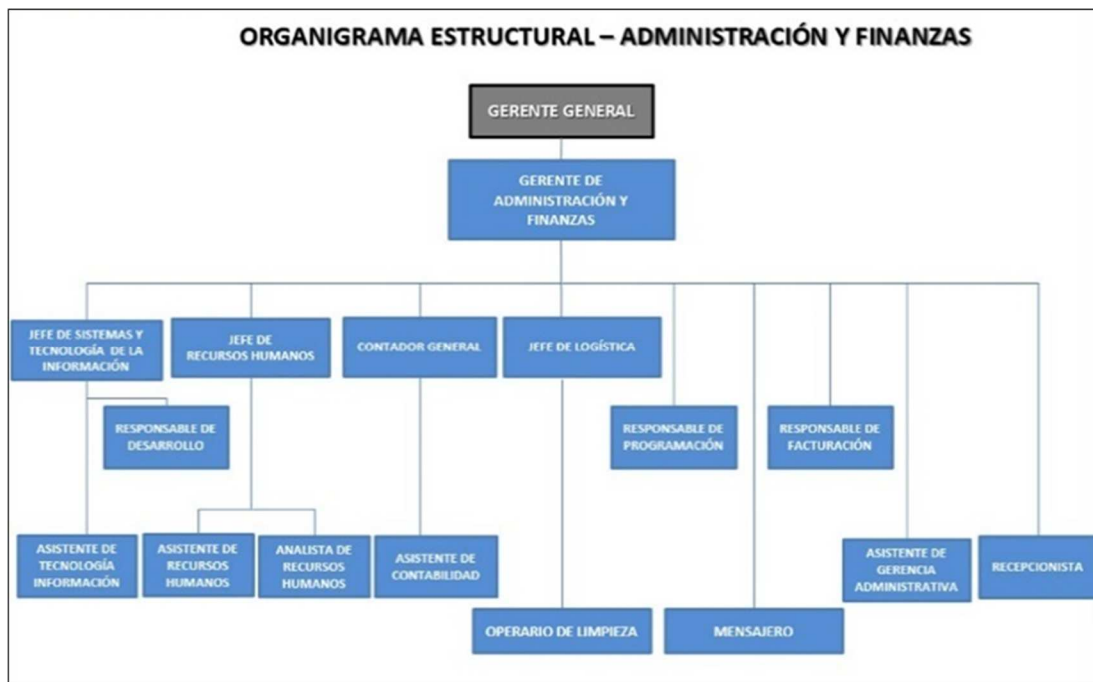 ORGANIGRAMA ESTRUCTURAL – ADMINISTRACIÓN Y FINANZAS
GERENTE GENERAL
GERENTE DE
ADMINISTRACIÓN Y
FINANZAS
JEFE DE SISTEMAS Y
TECNOLOGÍA DE LA
INFORMACIÓN
JEFE DE
RECURSOS HUMANOS
CONTADOR GENERAL
JEFE DE LOGÍSTICA
RESPONSABLE DE
DESARROLLO
RESPONSABLE DE
PROGRAMACIÓN
RESPONSABLE DE
FACTURACIÓN
ASISTENTE DE
TECNOLOGÍA
INFORMACIÓN
ASISTENTE DE
RECURSOS
HUMANOS
ANALISTA DE
RECURSOS
HUMANOS
ASISTENTE DE
CONTABILIDAD
ASISTENTE DE
GERENCIA
ADMINISTRATIVA
RECEPCIONISTA
OPERARIO DE LIMPIEZA
MENSAJERO